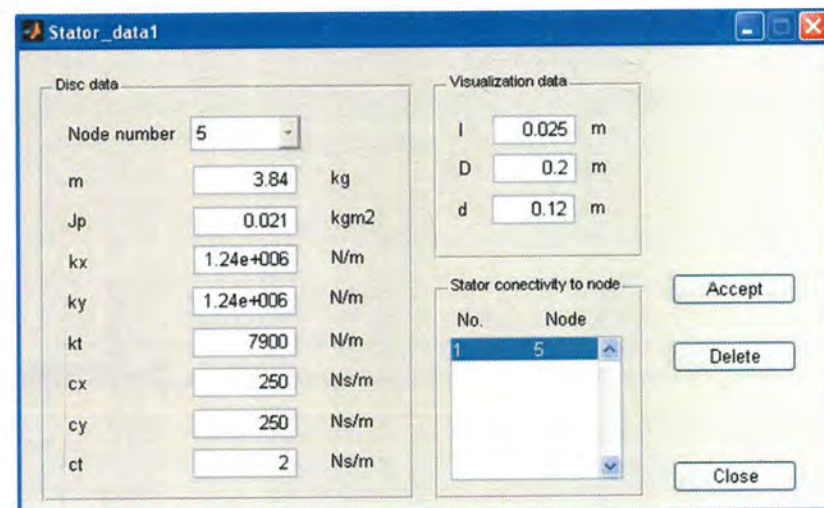 Stator_data1
Disc data
Node number 5
m 3.84 kg
Jp 0.021 kgm2
kx 1.24e+006 N/m
ky 1.24e+006 N/m
kt 7900 N/m
cx 250 Ns/m
cy 250 Ns/m
ct 2 Ns/m
Visualization data
l 0.025 m
D 0.2 m
d 0.12 m
Stator conectivity to node
No. Node
1 5
Accept
Delete
Close